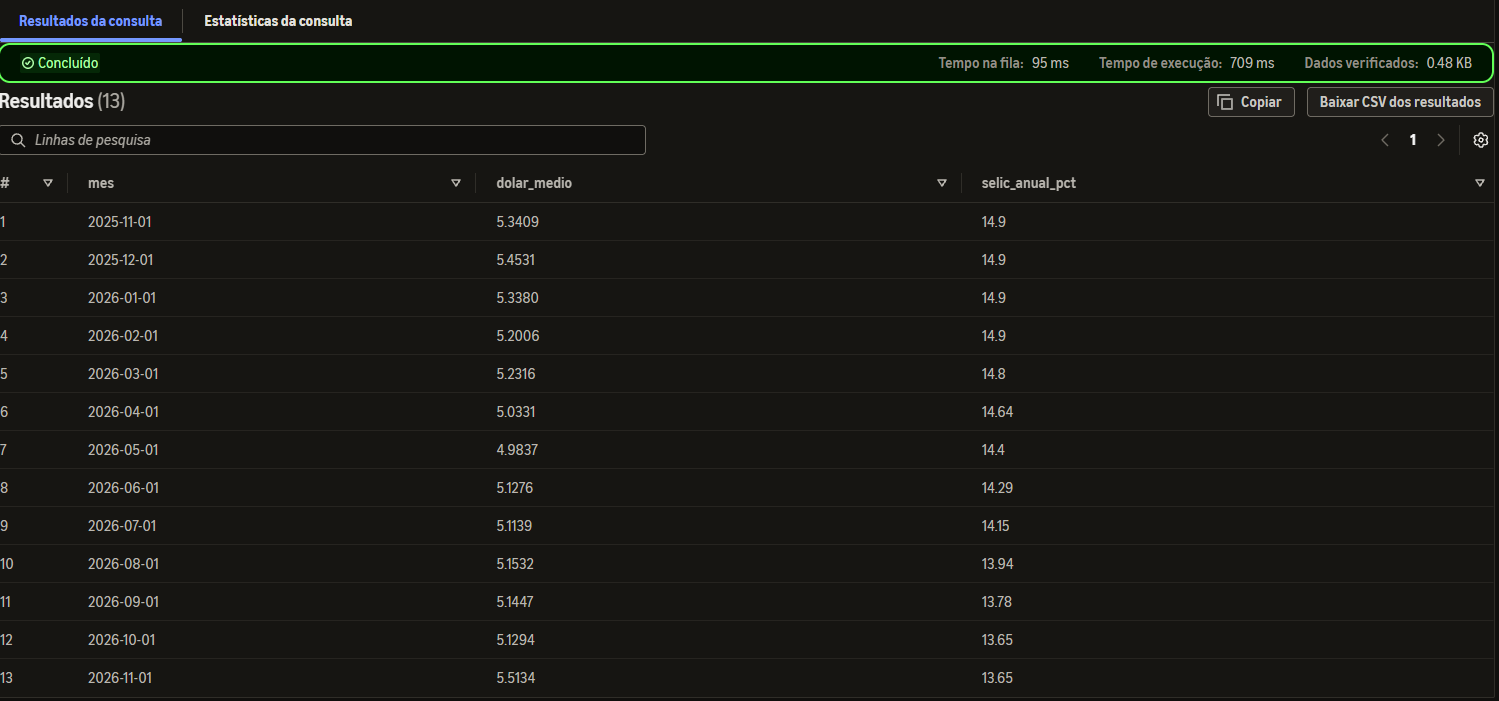 Resultados da consulta Estatísticas da consulta
Concluído Tempo na fila: 95 ms Tempo de execução: 709 ms Dados verificados: 0.48 KB
Resultados (13) Copiar Baixar CSV dos resultados
Linhas de pesquisa 1
# mes dolar_medio selic_anual_pct
1 2025-11-01 5.3409 14.9
2 2025-12-01 5.4531 14.9
3 2026-01-01 5.3380 14.9
4 2026-02-01 5.2006 14.9
5 2026-03-01 5.2316 14.8
6 2026-04-01 5.0331 14.64
7 2026-05-01 4.9837 14.4
8 2026-06-01 5.1276 14.29
9 2026-07-01 5.1139 14.15
10 2026-08-01 5.1532 13.94
11 2026-09-01 5.1447 13.78
12 2026-10-01 5.1294 13.65
13 2026-11-01 5.5134 13.65